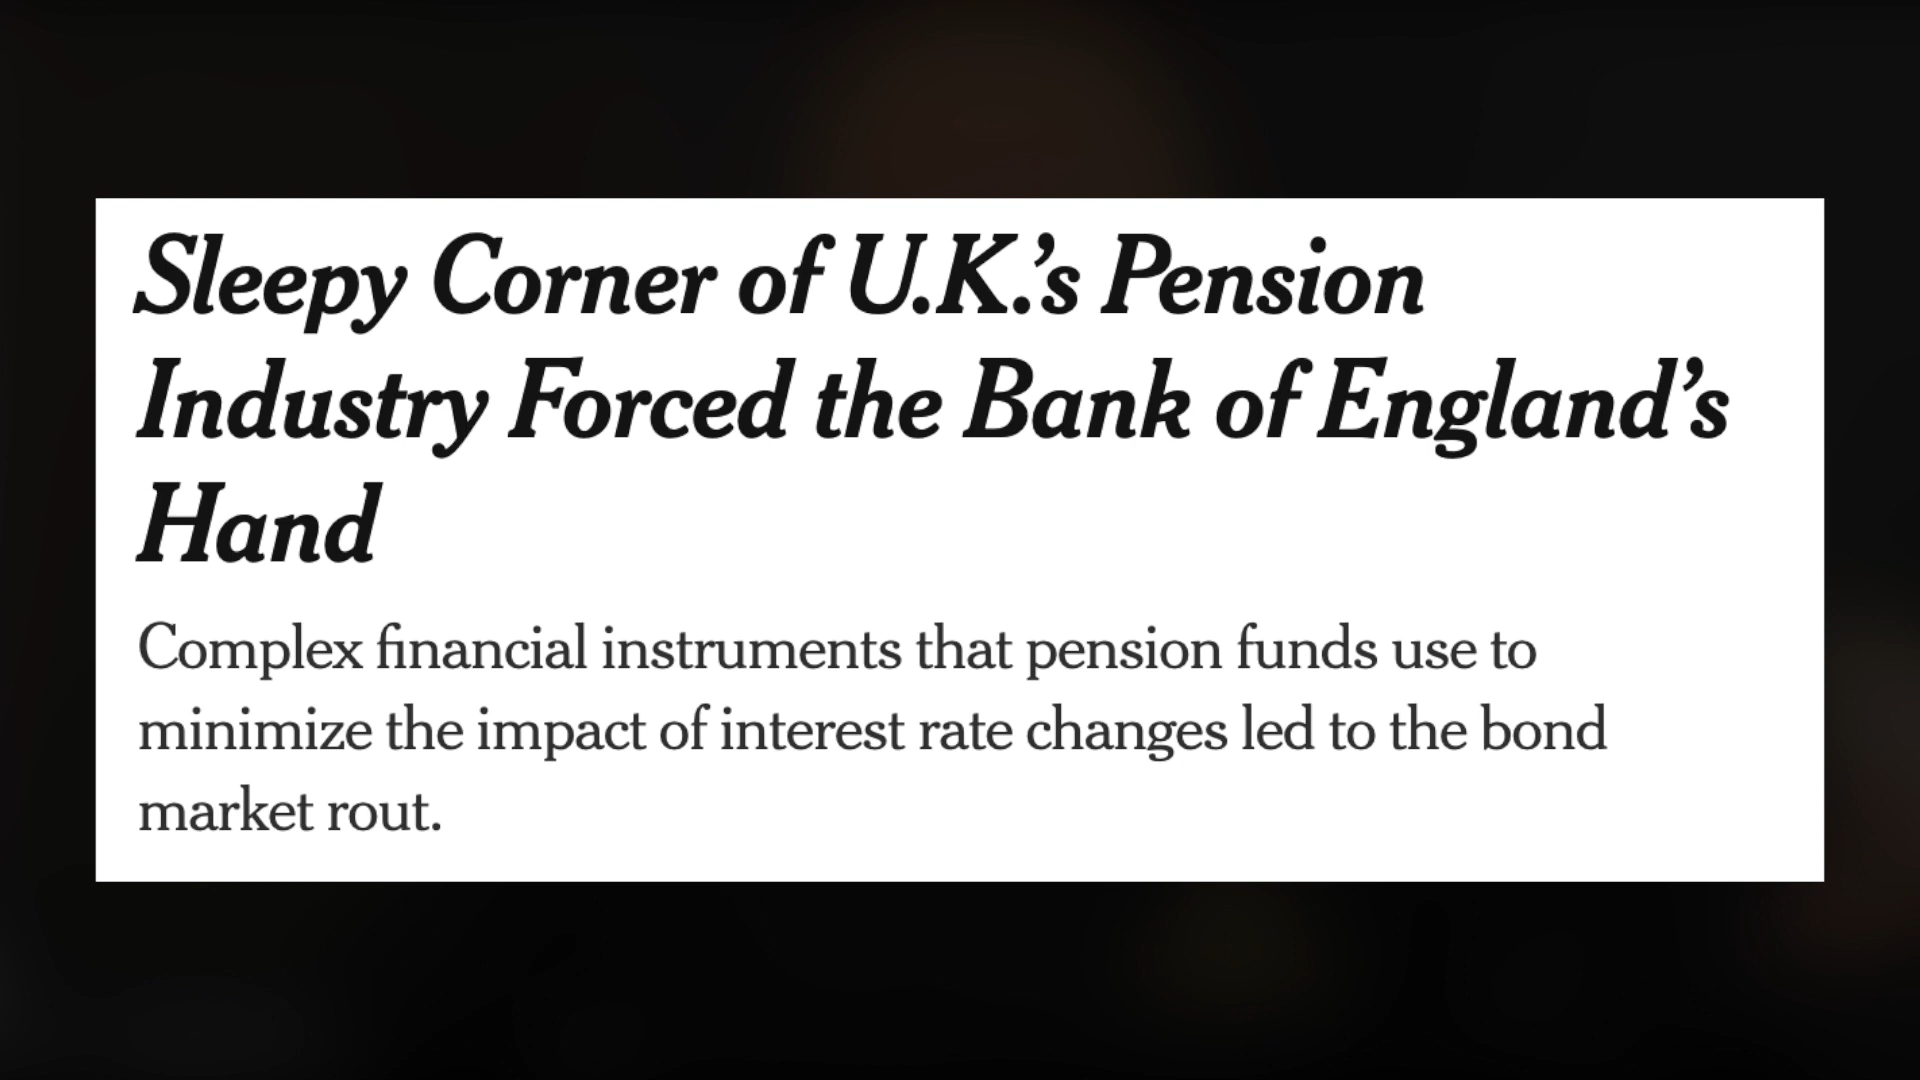 Sleepy Corner of U.K.’s Pension
Industry Forced the Bank of England’s
Hand
Complex financial instruments that pension funds use to
minimize the impact of interest rate changes led to the bond
market rout.